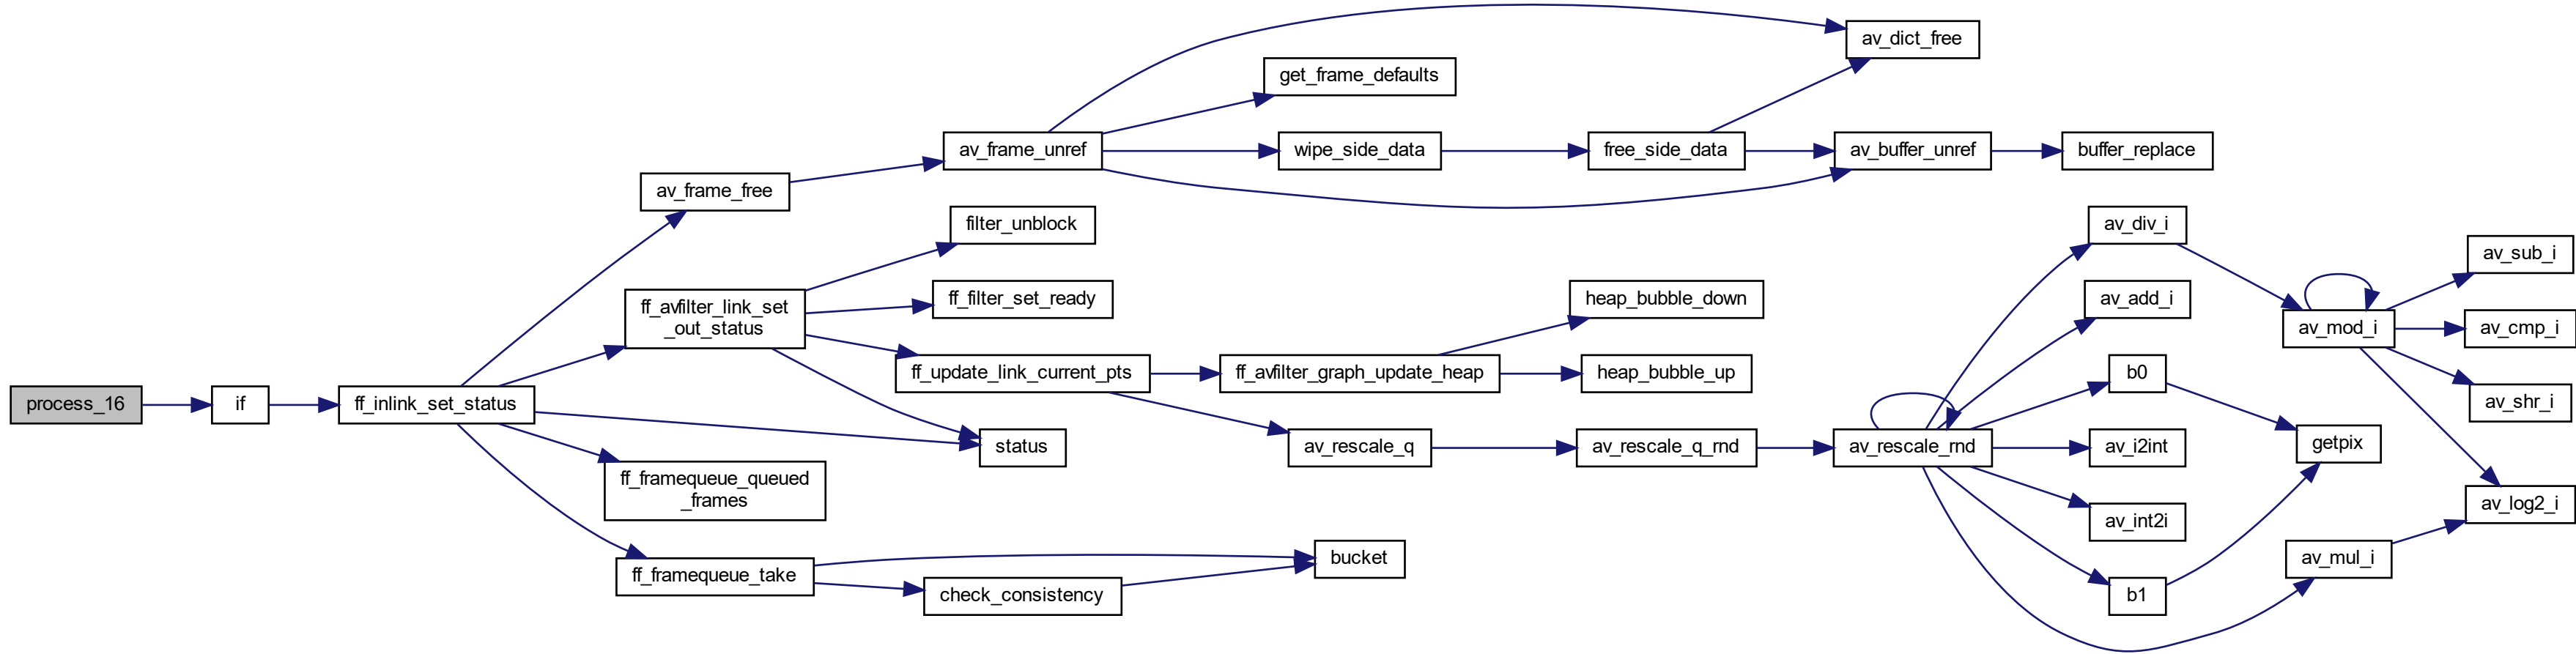 process_16
if
ff_inlink_set_status
av_frame_free
ff_avfilter_link_set
_out_status
ff_framequeue_queued
_frames
ff_framequeue_take
av_frame_unref
filter_unblock
ff_filter_set_ready
ff_update_link_current_pts
status
check_consistency
get_frame_defaults
wipe_side_data
ff_avfilter_graph_update_heap
av_rescale_q
bucket
free_side_data
heap_bubble_down
heap_bubble_up
av_rescale_q_rnd
av_dict_free
av_buffer_unref
av_rescale_rnd
buffer_replace
av_div_i
av_add_i
b0
av_i2int
av_int2i
b1
av_mod_i
getpix
av_mul_i
av_sub_i
av_cmp_i
av_shr_i
av_log2_i